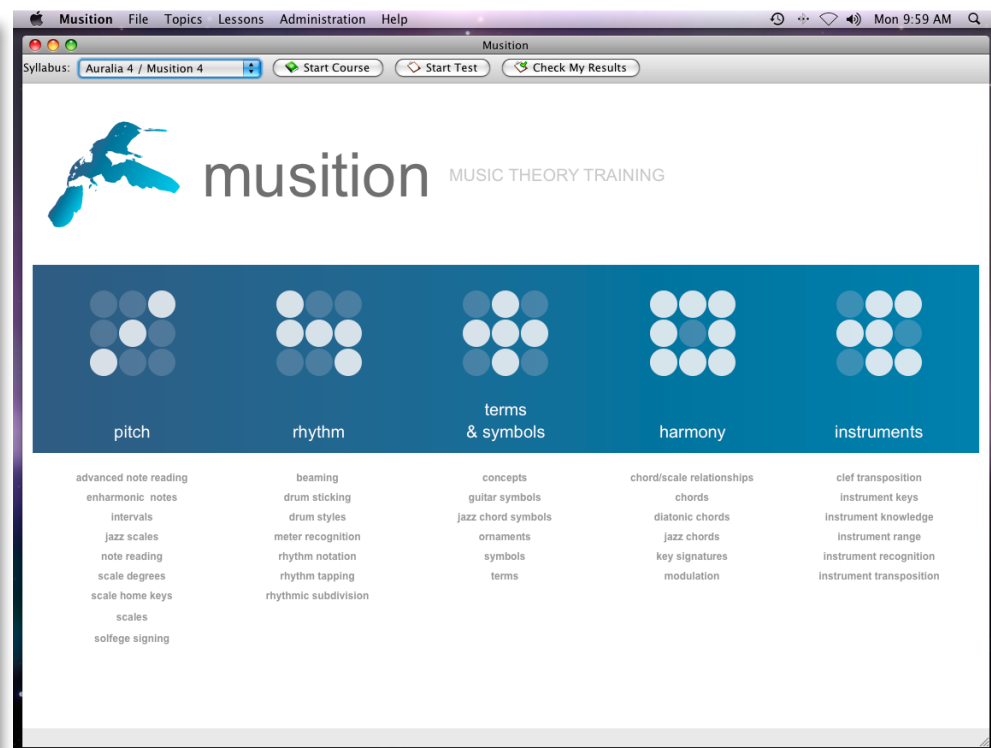 Musition File Topics Lessons Administration Help Mon 9:59 AM
Musition
Syllabus: Auralia 4 / Musition 4 Start Course Start Test Check My Results
musition MUSIC THEORY TRAINING
pitch
rhythm
terms
& symbols
harmony
instruments
advanced note reading
enharmonic notes
intervals
jazz scales
note reading
scale degrees
scale home keys
scales
solfege signing
beaming
drum sticking
drum styles
meter recognition
rhythm notation
rhythm tapping
rhythmic subdivision
concepts
guitar symbols
jazz chord symbols
ornaments
symbols
terms
chord/scale relationships
chords
diatonic chords
jazz chords
key signatures
modulation
clef transposition
instrument keys
instrument knowledge
instrument range
instrument recognition
instrument transposition